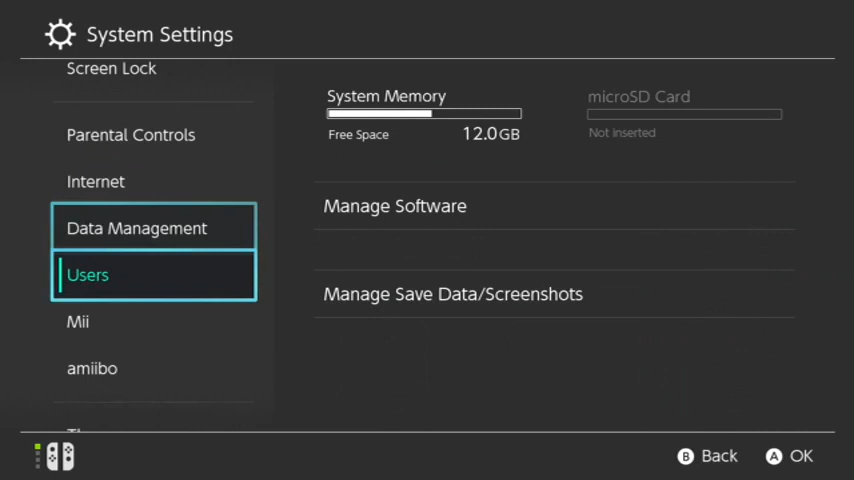 System Settings
Screen Lock
Parental Controls
Internet
Data Management
Users
Mii
amiibo
System Memory
Free Space 12.0GB
microSD Card
Not inserted
Manage Software
Manage Save Data/Screenshots
B Back
A OK